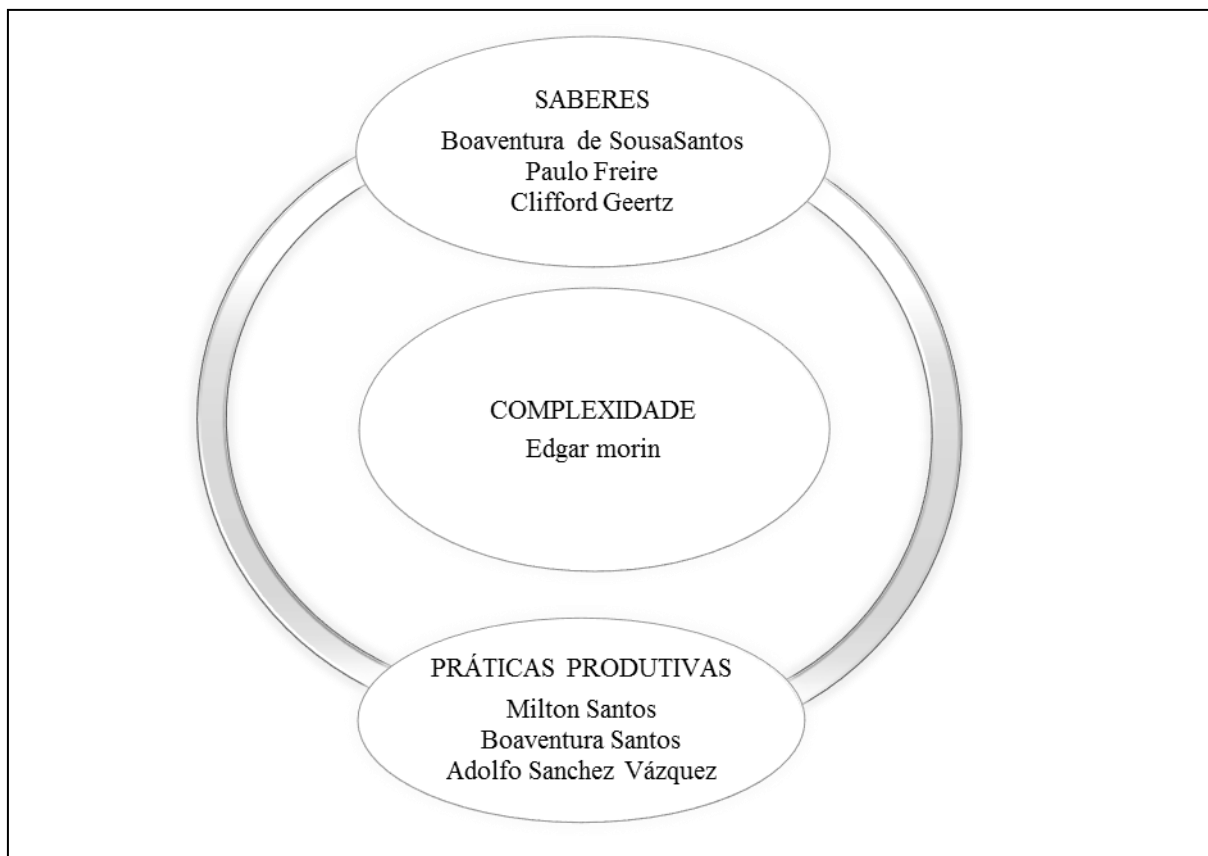 SABERES
Boaventura de SousaSantos
Paulo Freire
Clifford Geertz
COMPLEXIDADE
Edgar morin
PRÁTICAS PRODUTIVAS
Milton Santos
Boaventura Santos
Adolfo Sanchez Vázquez